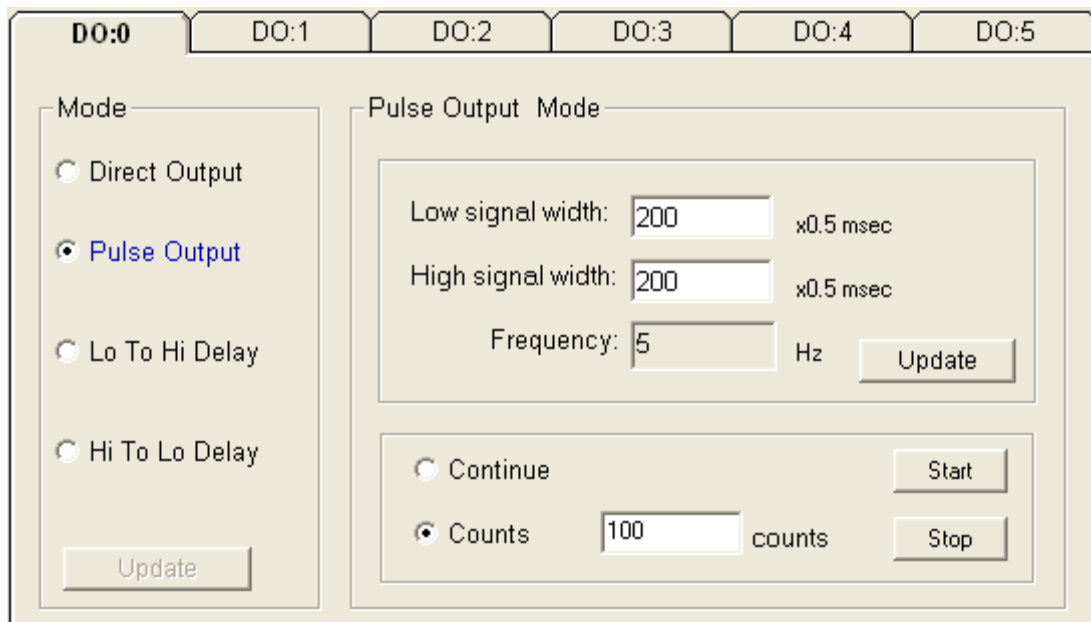 DO:0 DO:1 DO:2 DO:3 DO:4 DO:5
Mode
Direct Output
Pulse Output
Lo To Hi Delay
Hi To Lo Delay
Update
Pulse Output Mode
Low signal width: 200 x0.5 msec
High signal width: 200 x0.5 msec
Frequency: 5 Hz Update
Continue Start
Counts 100 counts Stop